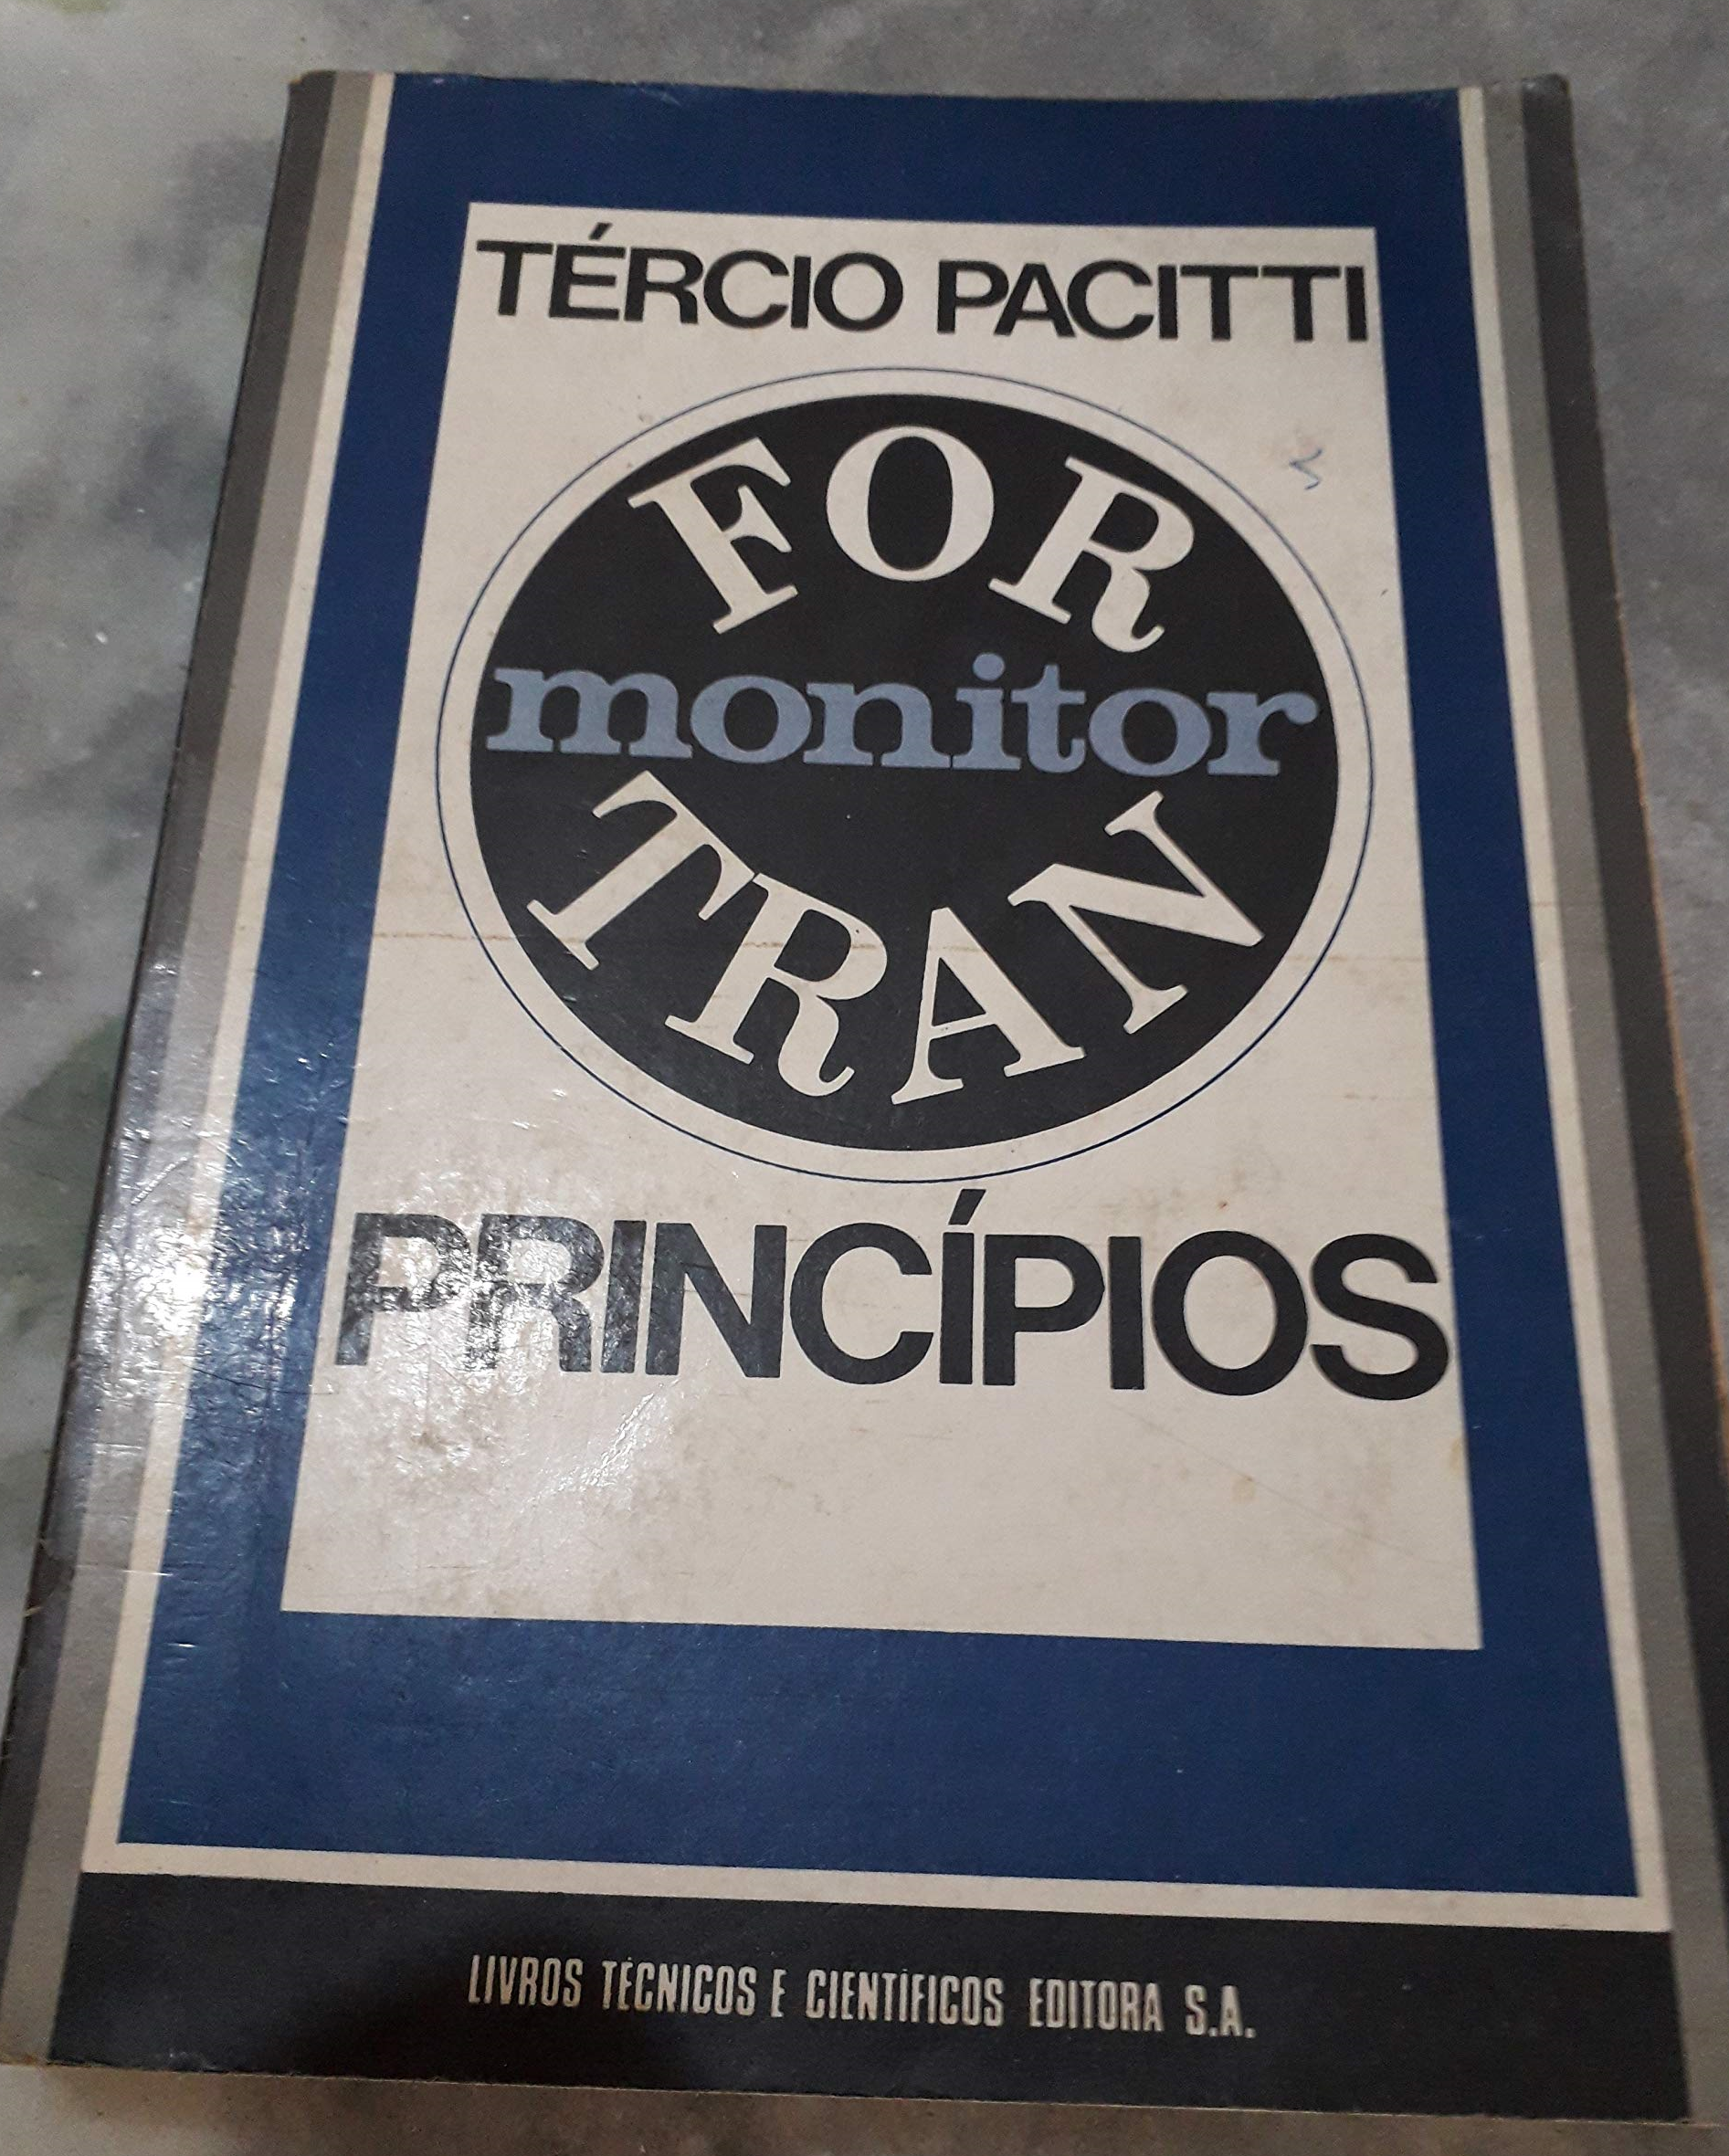 TÉRCIO PACITTI
FOR
monitor
TRAN
PRINCÍPIOS
LIVROS TÉCNICOS E CIENTÍFICOS EDITORA S.A.